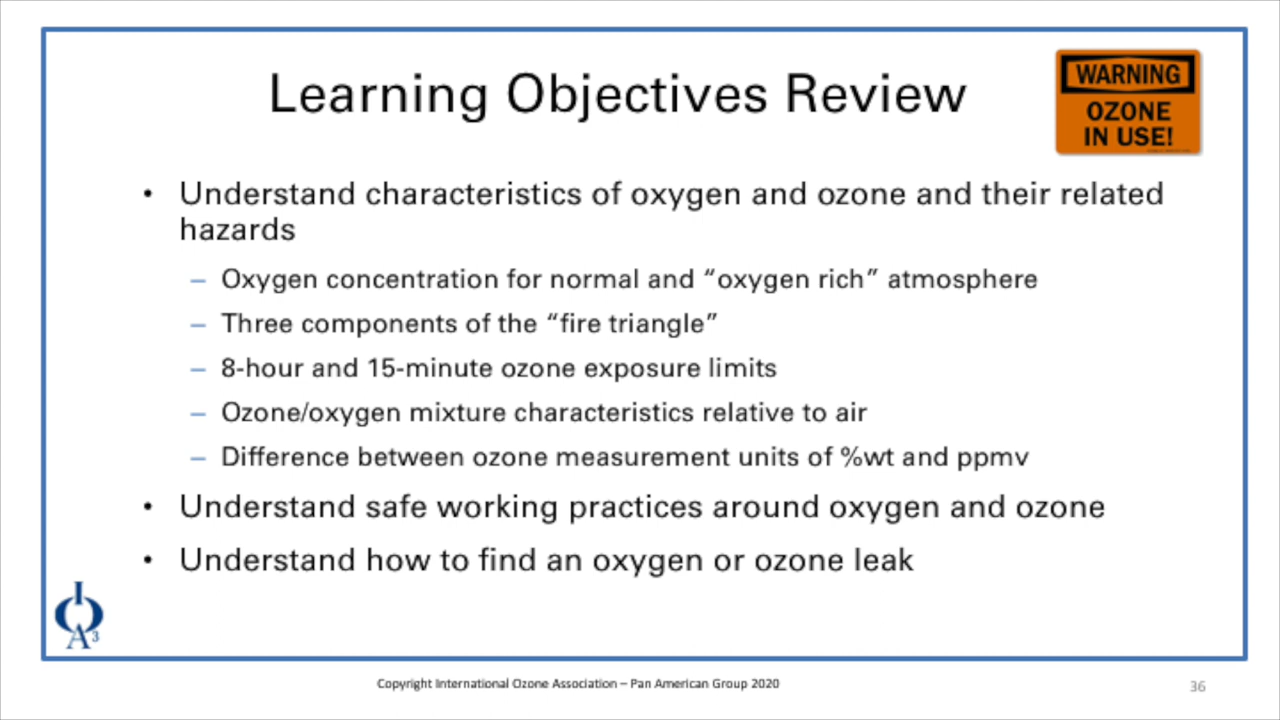 Learning Objectives Review
WARNING
OZONE
IN USE!
• Understand characteristics of oxygen and ozone and their related
hazards
– Oxygen concentration for normal and “oxygen rich” atmosphere
– Three components of the “fire triangle”
– 8-hour and 15-minute ozone exposure limits
– Ozone/oxygen mixture characteristics relative to air
– Difference between ozone measurement units of %wt and ppmv
• Understand safe working practices around oxygen and ozone
• Understand how to find an oxygen or ozone leak
IOA3
Copyright International Ozone Association – Pan American Group 2020
36